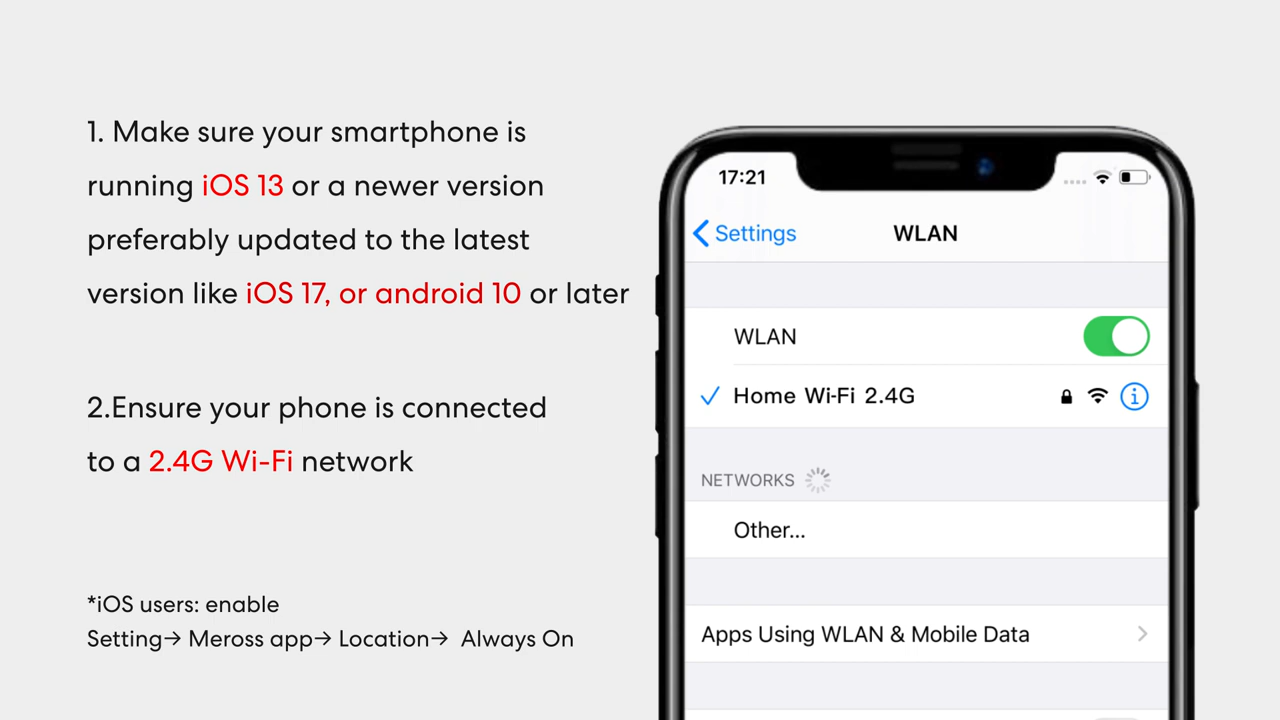 1. Make sure your smartphone is
running iOS 13 or a newer version
preferably updated to the latest
version like iOS 17, or android 10 or later
2.Ensure your phone is connected
to a 2.4G Wi-Fi network
*iOS users: enable
Setting→ Meross app→ Location→ Always On
17:21
Settings
WLAN
WLAN
Home Wi-Fi 2.4G
NETWORKS
Other...
Apps Using WLAN & Mobile Data